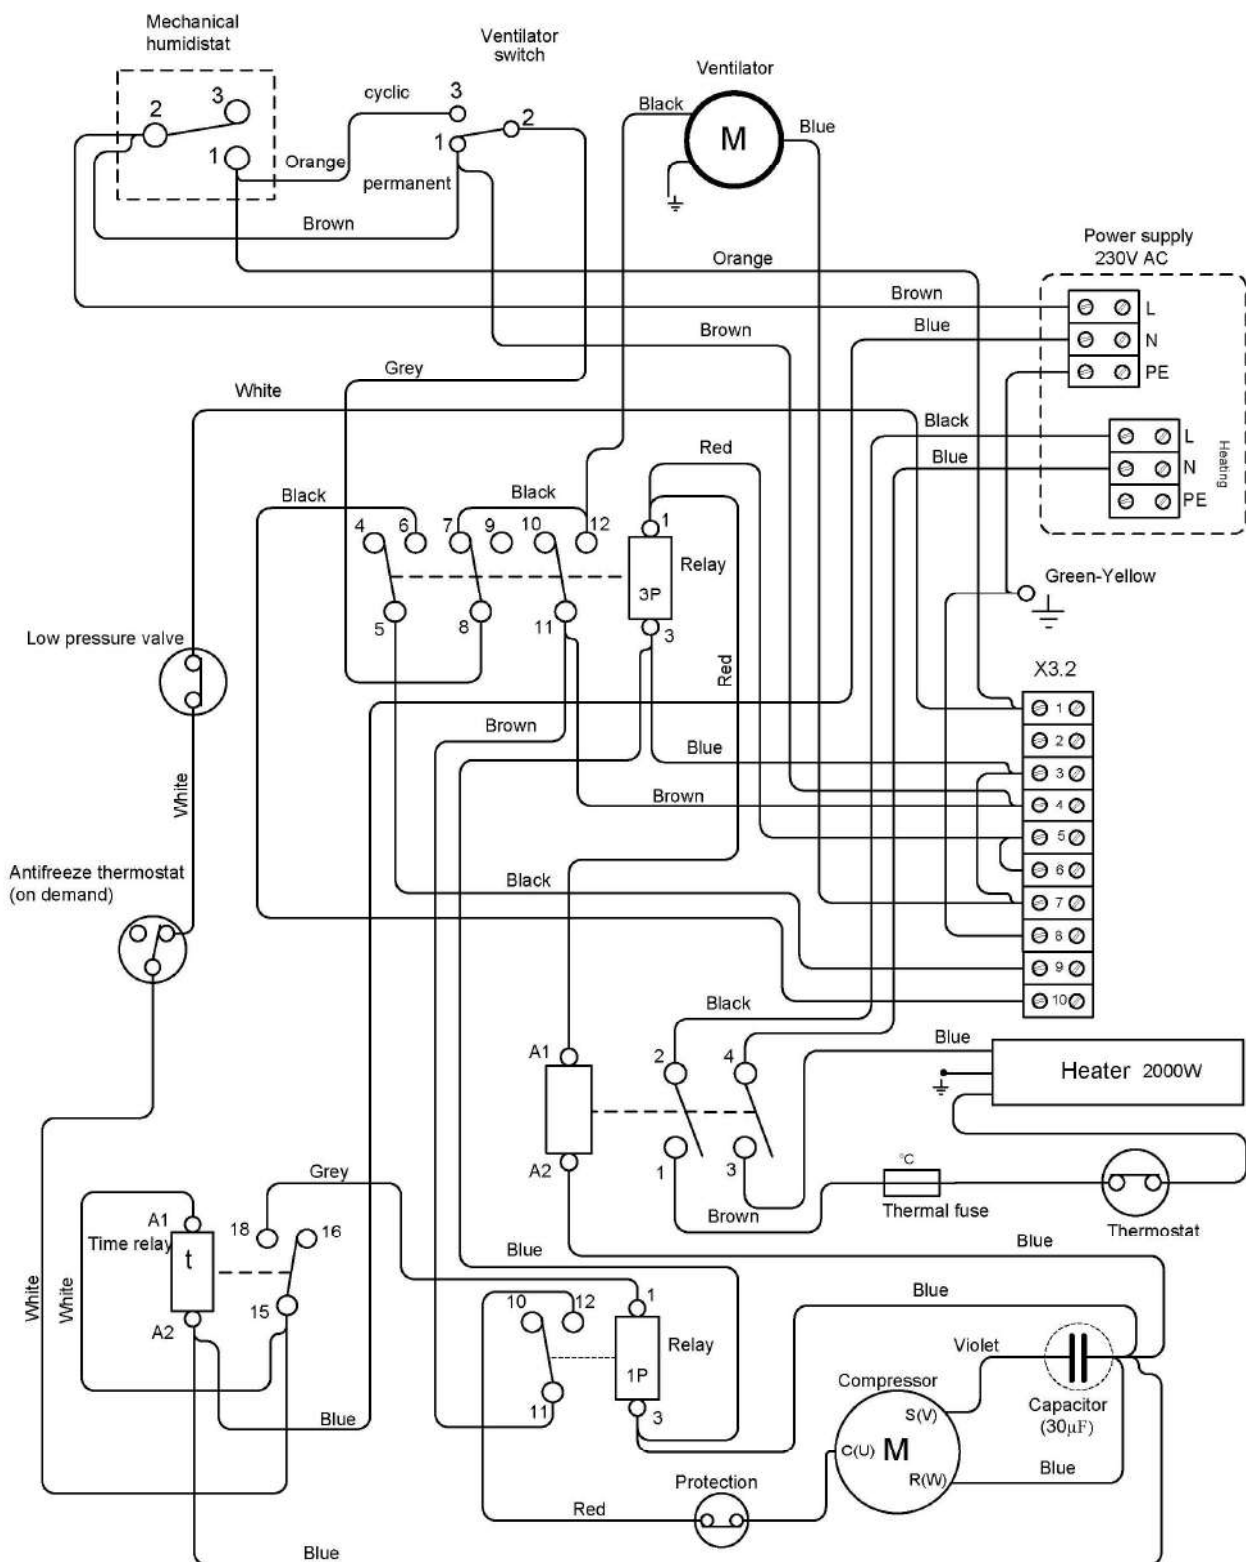 Mechanical
humidistat
Ventilator
switch
Ventilator
cyclic
3
2
3
2
1
1
Orange
permanent
Brown
Black
M
Blue
Orange
Power supply
230V AC
Brown
L
Blue
N
PE
Brown
Grey
White
Black
L
Blue
N
PE
Heating
Red
Black
Black
4
6
7
9
10
12
1
Relay
3P
5
8
11
3
Green-Yellow
Low pressure valve
Red
X3.2
1
2
3
4
5
6
7
8
9
10
Brown
Blue
Brown
White
Antifreeze thermostat
(on demand)
Black
Black
Blue
A1
2
4
Heater 2000W
A2
1
3
°C
Thermal fuse
Thermostat
Brown
Grey
A1
Time relay
t
18
16
15
A2
White
White
Blue
Blue
Blue
10
12
1
Relay
1P
11
3
Violet
Capacitor
(30µF)
Compressor
S(V)
C(U)
M
R(W)
Blue
Blue
Protection
Red
Blue